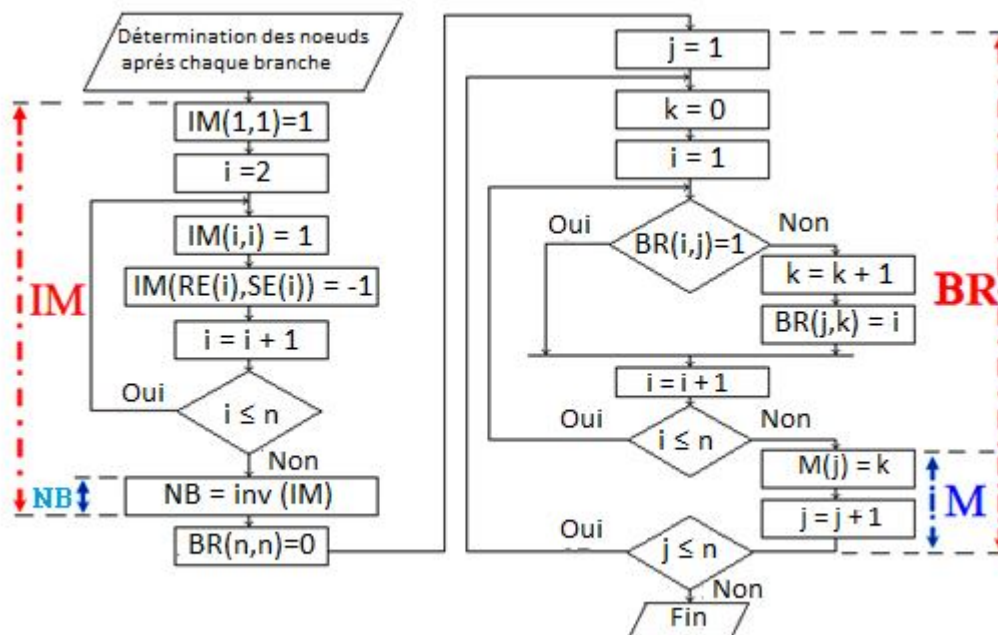 Détermination des noeuds
aprés chaque branche
IM(1,1)=1
i =2
IM(i,i) = 1
IM(RE(i),SE(i)) = -1
i = i + 1
Oui
i ≤ n
Non
NB = inv (IM)
BR(n,n)=0
IM
NB
j = 1
k = 0
i = 1
Oui
Non
BR(i,j)=1
k = k + 1
BR(j,k) = i
i = i + 1
Oui
Non
i ≤ n
M(j) = k
j = j + 1
Oui
j ≤ n
Non
Fin
BR
M